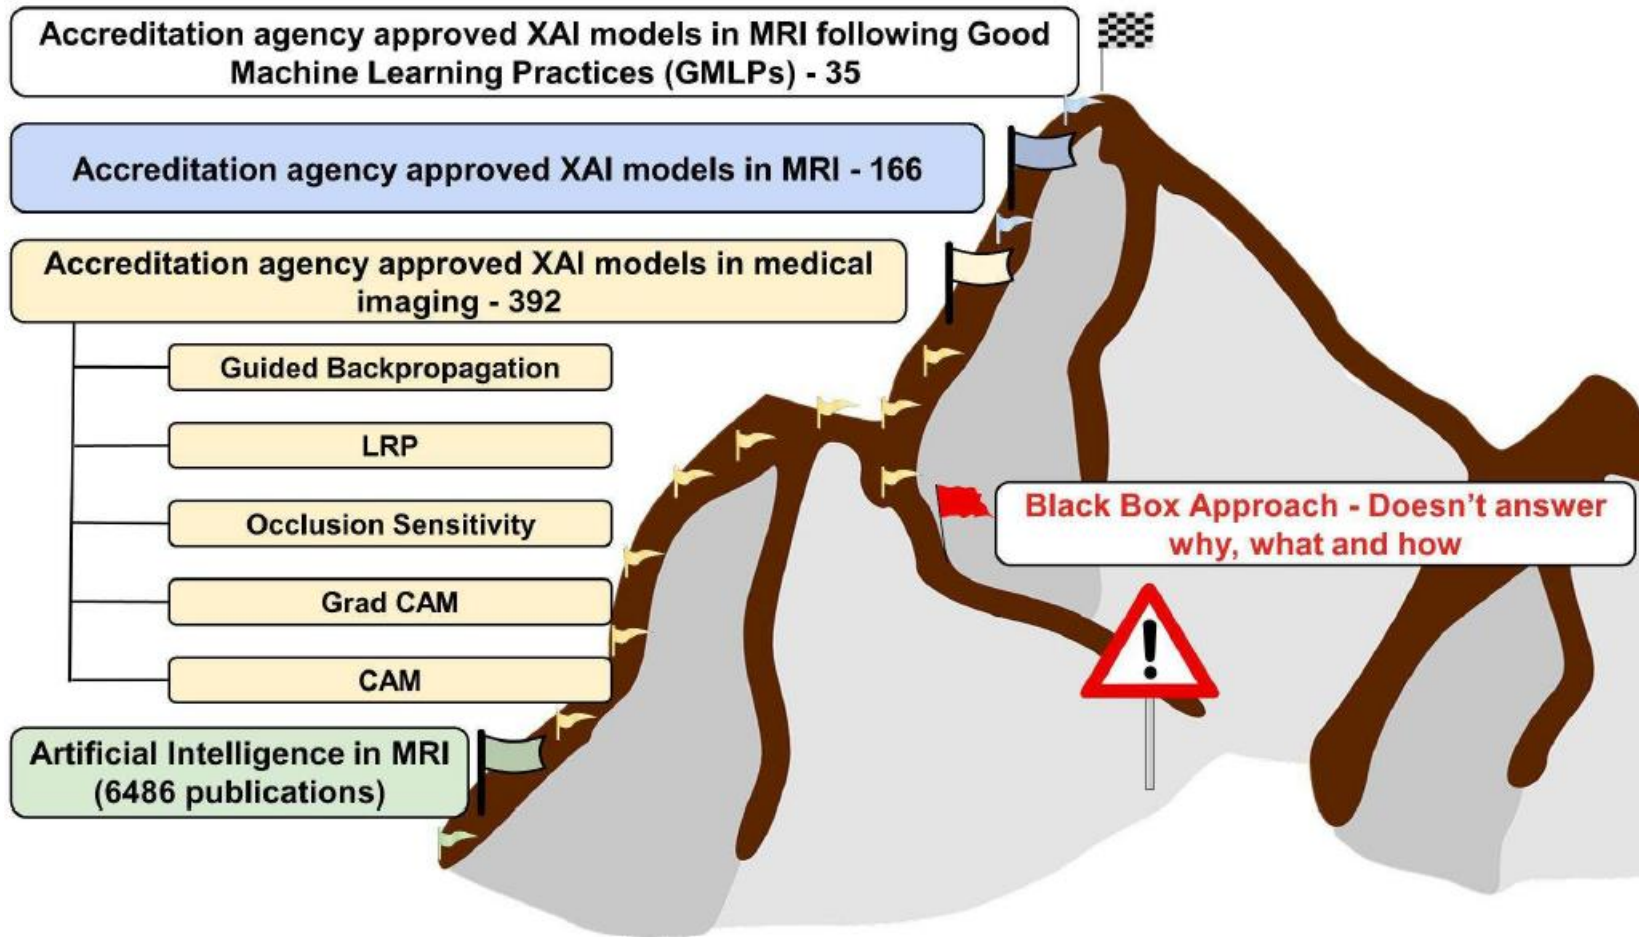 Accreditation agency approved XAI models in MRI following Good
Machine Learning Practices (GMLPs) - 35
Accreditation agency approved XAI models in MRI - 166
Accreditation agency approved XAI models in medical
imaging - 392
Guided Backpropagation
LRP
Occlusion Sensitivity
Grad CAM
CAM
Black Box Approach - Doesn't answer
why, what and how
Artificial Intelligence in MRI
(6486 publications)